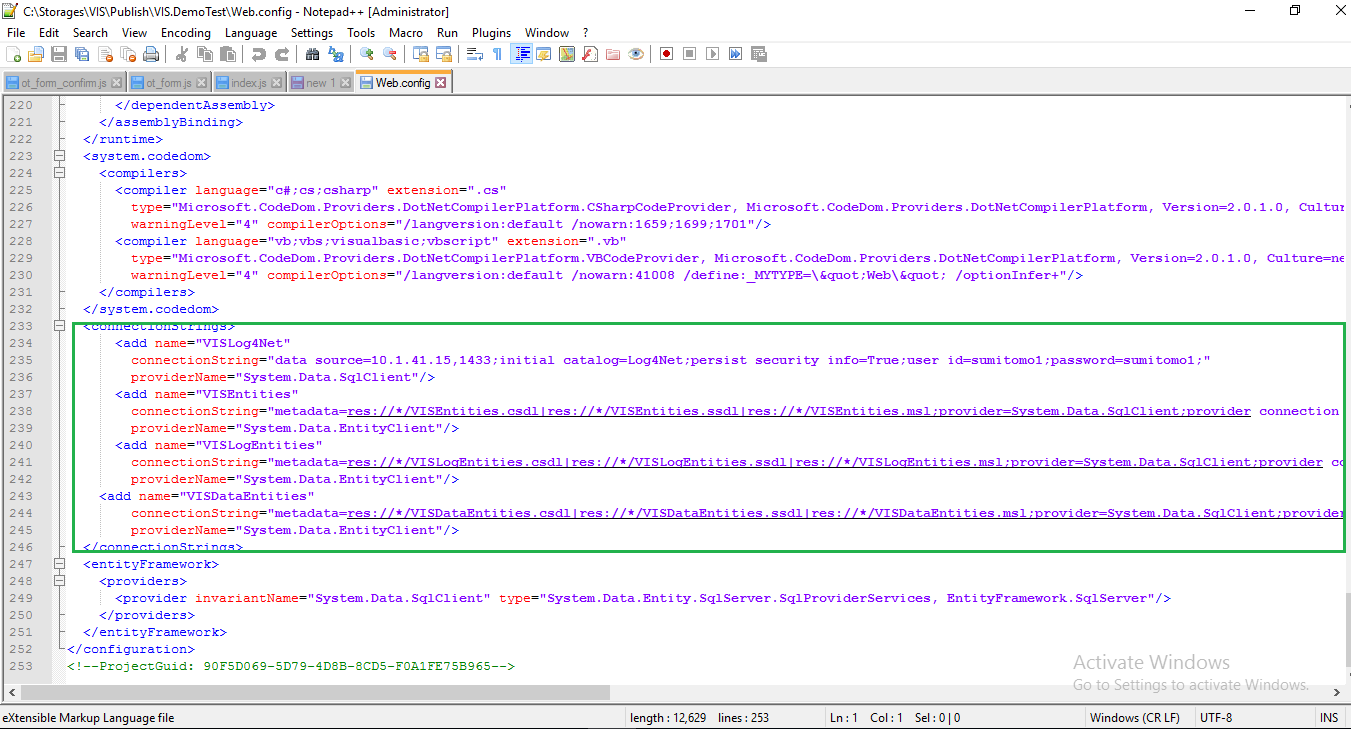 C:\Storages\VIS\Publish\VIS.DemoTest\Web.config - Notepad++ [Administrator]
File Edit Search View Encoding Language Settings Tools Macro Run Plugins Window ?
ot_form_confirm.js ot_form.js index.js new 1 Web.config
220 </dependentAssembly>
221 </assemblyBinding>
222 </runtime>
223 <system.codedom>
224 <compilers>
225 <compiler language="c#;cs;csharp" extension=".cs"
226 type="Microsoft.CodeDom.Providers.DotNetCompilerPlatform.CSharpCodeProvider, Microsoft.CodeDom.Providers.DotNetCompilerPlatform, Version=2.0.1.0, Cultur
227 warningLevel="4" compilerOptions="/langversion:default /nowarn:1659;1699;1701"/>
228 <compiler language="vb;vbs;visualbasic;vbscript" extension=".vb"
229 type="Microsoft.CodeDom.Providers.DotNetCompilerPlatform.VBCodeProvider, Microsoft.CodeDom.Providers.DotNetCompilerPlatform, Version=2.0.1.0, Culture=ne
230 warningLevel="4" compilerOptions="/langversion:default /nowarn:41008 /define:_MYTYPE=\&quot;Web\&quot; /optionInfer+"/>
231 </compilers>
232 </system.codedom>
233 <connectionStrings>
234 <add name="VISLog4Net"
235 connectionString="data source=10.1.41.15,1433;initial catalog=Log4Net;persist security info=True;user id=sumitomo1;password=sumitomo1;"
236 providerName="System.Data.SqlClient"/>
237 <add name="VISEntities"
238 connectionString="metadata=res://*/VISEntities.csdl|res://*/VISEntities.ssdl|res://*/VISEntities.msl;provider=System.Data.SqlClient;provider connection
239 providerName="System.Data.EntityClient"/>
240 <add name="VISLogEntities"
241 connectionString="metadata=res://*/VISLogEntities.csdl|res://*/VISLogEntities.ssdl|res://*/VISLogEntities.msl;provider=System.Data.SqlClient;provider co
242 providerName="System.Data.EntityClient"/>
243 <add name="VISDataEntities"
244 connectionString="metadata=res://*/VISDataEntities.csdl|res://*/VISDataEntities.ssdl|res://*/VISDataEntities.msl;provider=System.Data.SqlClient;provider
245 providerName="System.Data.EntityClient"/>
246 </connectionStrings>
247 <entityFramework>
248 <providers>
249 <provider invariantName="System.Data.SqlClient" type="System.Data.Entity.SqlServer.SqlProviderServices, EntityFramework.SqlServer"/>
250 </providers>
251 </entityFramework>
252 </configuration>
253 <!--ProjectGuid: 90F5D069-5D79-4D8B-8CD5-F0A1FE75B965-->
Activate Windows
Go to Settings to activate Windows.
eXtensible Markup Language file length : 12,629 lines : 253 Ln : 1 Col : 1 Sel : 0 | 0 Windows (CR LF) UTF-8 INS